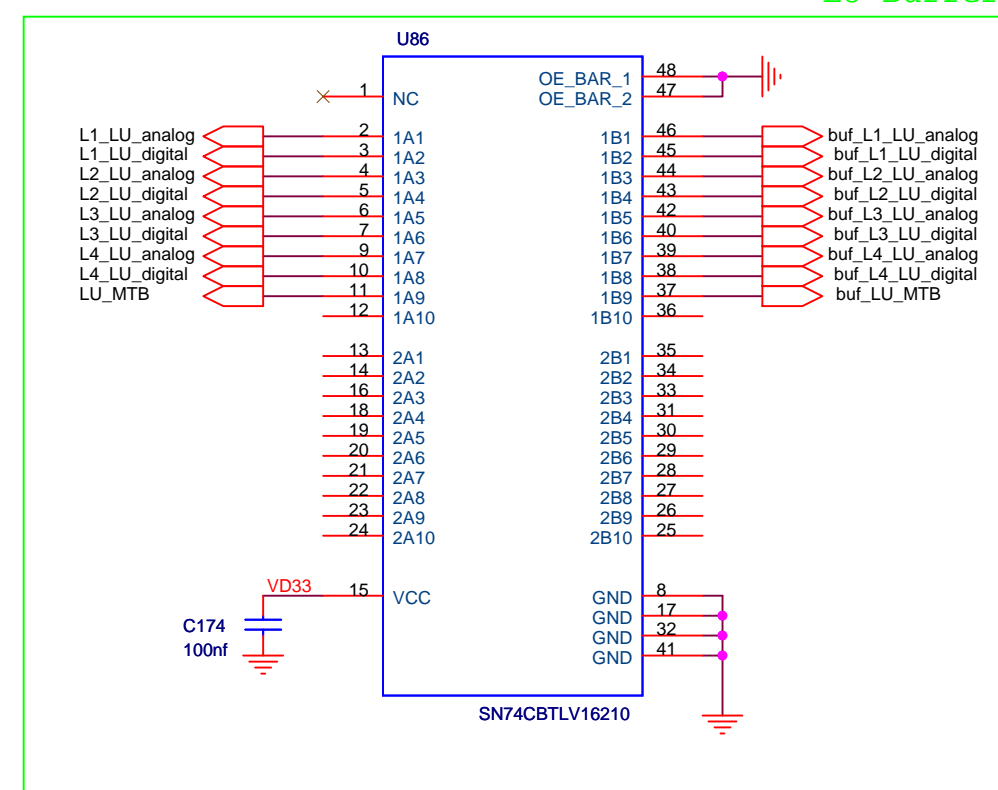 U86
1 NC OE_BAR_1 48
OE_BAR_2 47
L1_LU_analog 2 1A1 1B1 46 buf_L1_LU_analog
L1_LU_digital 3 1A2 1B2 45 buf_L1_LU_digital
L2_LU_analog 4 1A3 1B3 44 buf_L2_LU_analog
L2_LU_digital 5 1A4 1B4 43 buf_L2_LU_digital
L3_LU_analog 6 1A5 1B5 42 buf_L3_LU_analog
L3_LU_digital 7 1A6 1B6 40 buf_L3_LU_digital
L4_LU_analog 9 1A7 1B7 39 buf_L4_LU_analog
L4_LU_digital 10 1A8 1B8 38 buf_L4_LU_digital
LU_MTB 11 1A9 1B9 37 buf_LU_MTB
12 1A10 1B10 36
13 2A1 2B1 35
14 2A2 2B2 34
16 2A3 2B3 33
18 2A4 2B4 31
19 2A5 2B5 30
20 2A6 2B6 29
21 2A7 2B7 28
22 2A8 2B8 27
23 2A9 2B9 26
24 2A10 2B10 25
VD33 15 VCC GND 8
GND 17
C174 GND 32
100nf GND 41
SN74CBTLV16210